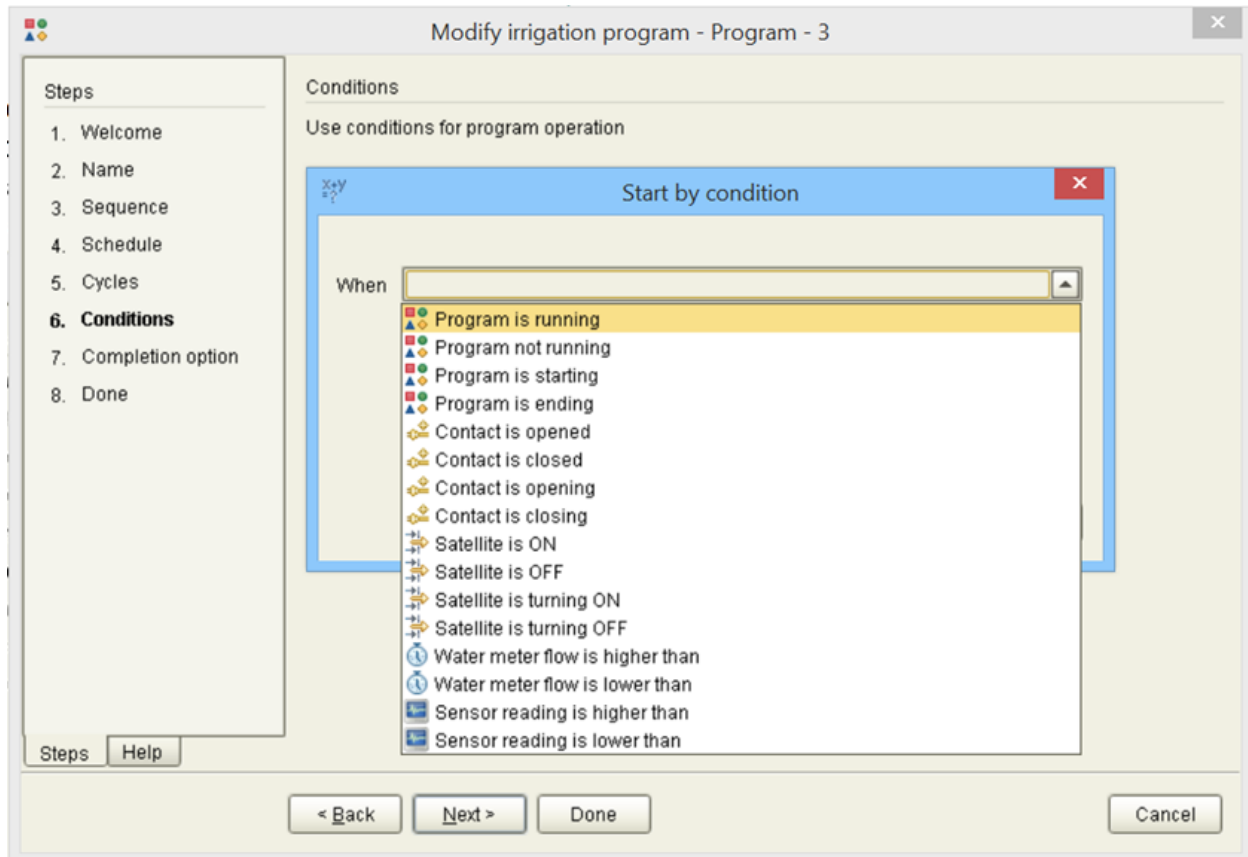 Modify irrigation program - Program - 3
Steps
1. Welcome
2. Name
3. Sequence
4. Schedule
5. Cycles
6. Conditions
7. Completion option
8. Done
Steps
Help
Conditions
Use conditions for program operation
Start by condition
When
Program is running
Program not running
Program is starting
Program is ending
Contact is opened
Contact is closed
Contact is opening
Contact is closing
Satellite is ON
Satellite is OFF
Satellite is turning ON
Satellite is turning OFF
Water meter flow is higher than
Water meter flow is lower than
Sensor reading is higher than
Sensor reading is lower than
< Back
Next >
Done
Cancel